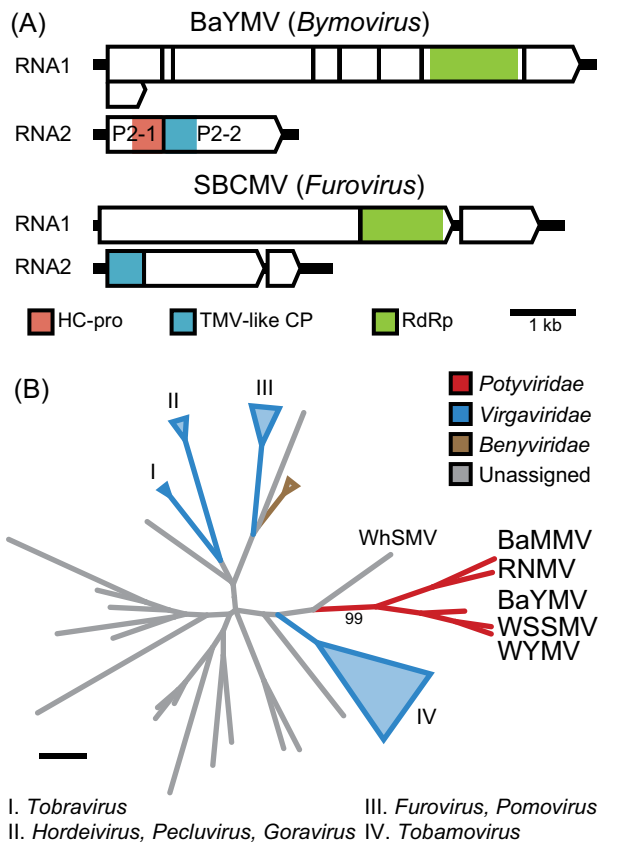 (A)
BaYMV (Bymovirus)
RNA1
RNA2
P2-1
P2-2
SBCMV (Furovirus)
RNA1
RNA2
HC-pro
TMV-like CP
RdRp
1 kb
(B)
Potyviridae
Virgaviridae
Benyviridae
Unassigned
I
II
III
WhSMV
BaMMV
RNMV
BaYMV
WSSMV
WYMV
99
IV
I. Tobravirus
II. Hordeivirus, Pecluvirus, Goravirus
III. Furovirus, Pomovirus
IV. Tobamovirus